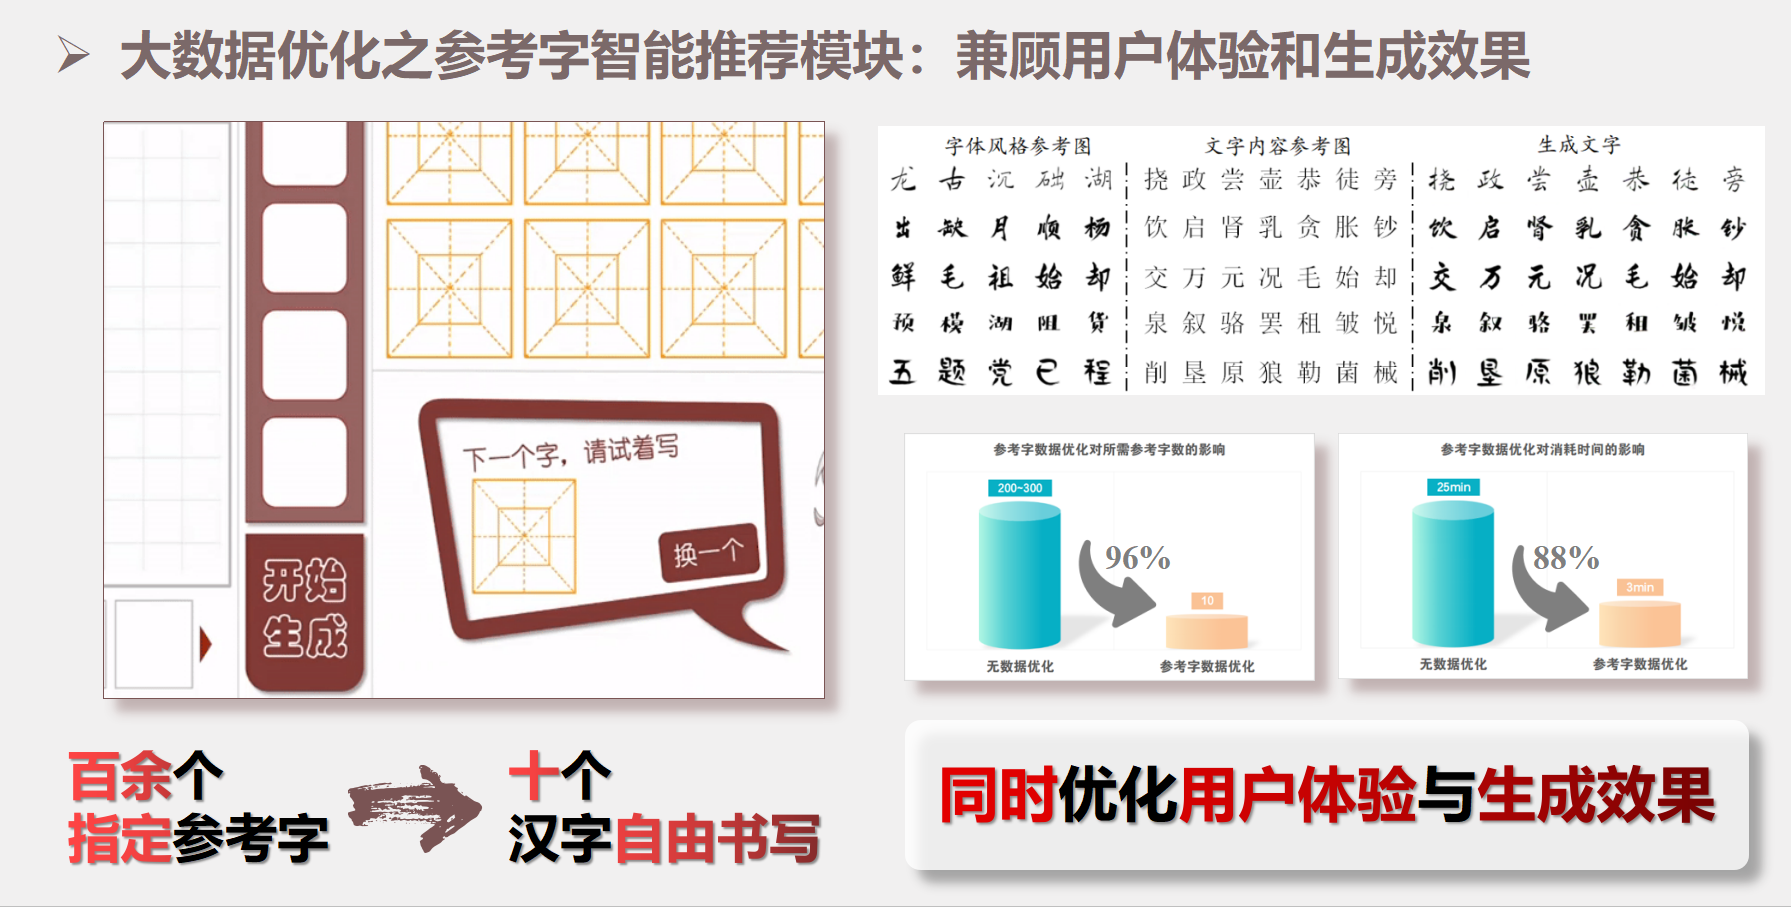 大数据优化之参考字智能推荐模块：兼顾用户体验和生成效果
开始
生成
下一个字，请试着写
换一个
字体风格参考图 文字内容参考图 生成文字
龙 古 沉 础 湖 挠 政 尝 壶 恭 徒 旁 挠 政 尝 壶 恭 徒 旁
出 缺 月 顺 杨 饮 启 肾 乳 贪 胀 钞 饮 启 肾 乳 贪 胀 钞
鲜 毛 祖 始 却 交 万 元 况 毛 始 却 交 万 元 况 毛 始 却
预 模 湖 阻 货 泉 叙 骆 罢 租 皱 悦 泉 叙 骆 罢 租 皱 悦
五 题 党 已 程 削 垦 原 狼 勒 菌 械 削 垦 原 狼 勒 菌 械
参考字数据优化对所需参考字数的影响
200~300
96%
10
无数据优化 参考字数据优化
参考字数据优化对消耗时间的影响
25min
88%
3min
无数据优化 参考字数据优化
百余个
指定参考字
十个
汉字自由书写
同时优化用户体验与生成效果